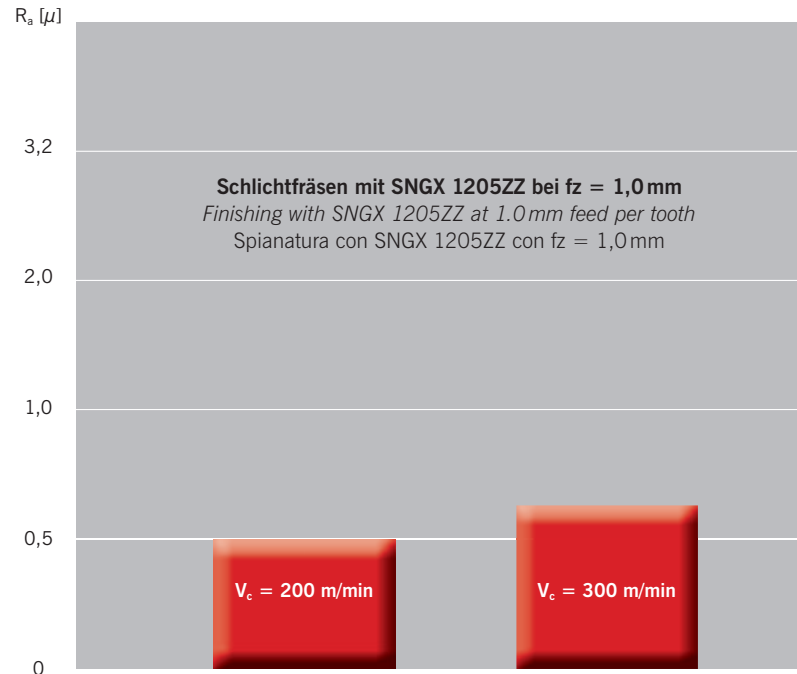 Ra [μ]
3,2
Schlichtfräsen mit SNGX 1205ZZ bei fz = 1,0 mm
Finishing with SNGX 1205ZZ at 1.0 mm feed per tooth
Spianatura con SNGX 1205ZZ con fz = 1,0 mm
2,0
1,0
0,5
Vc = 200 m/min
Vc = 300 m/min
0